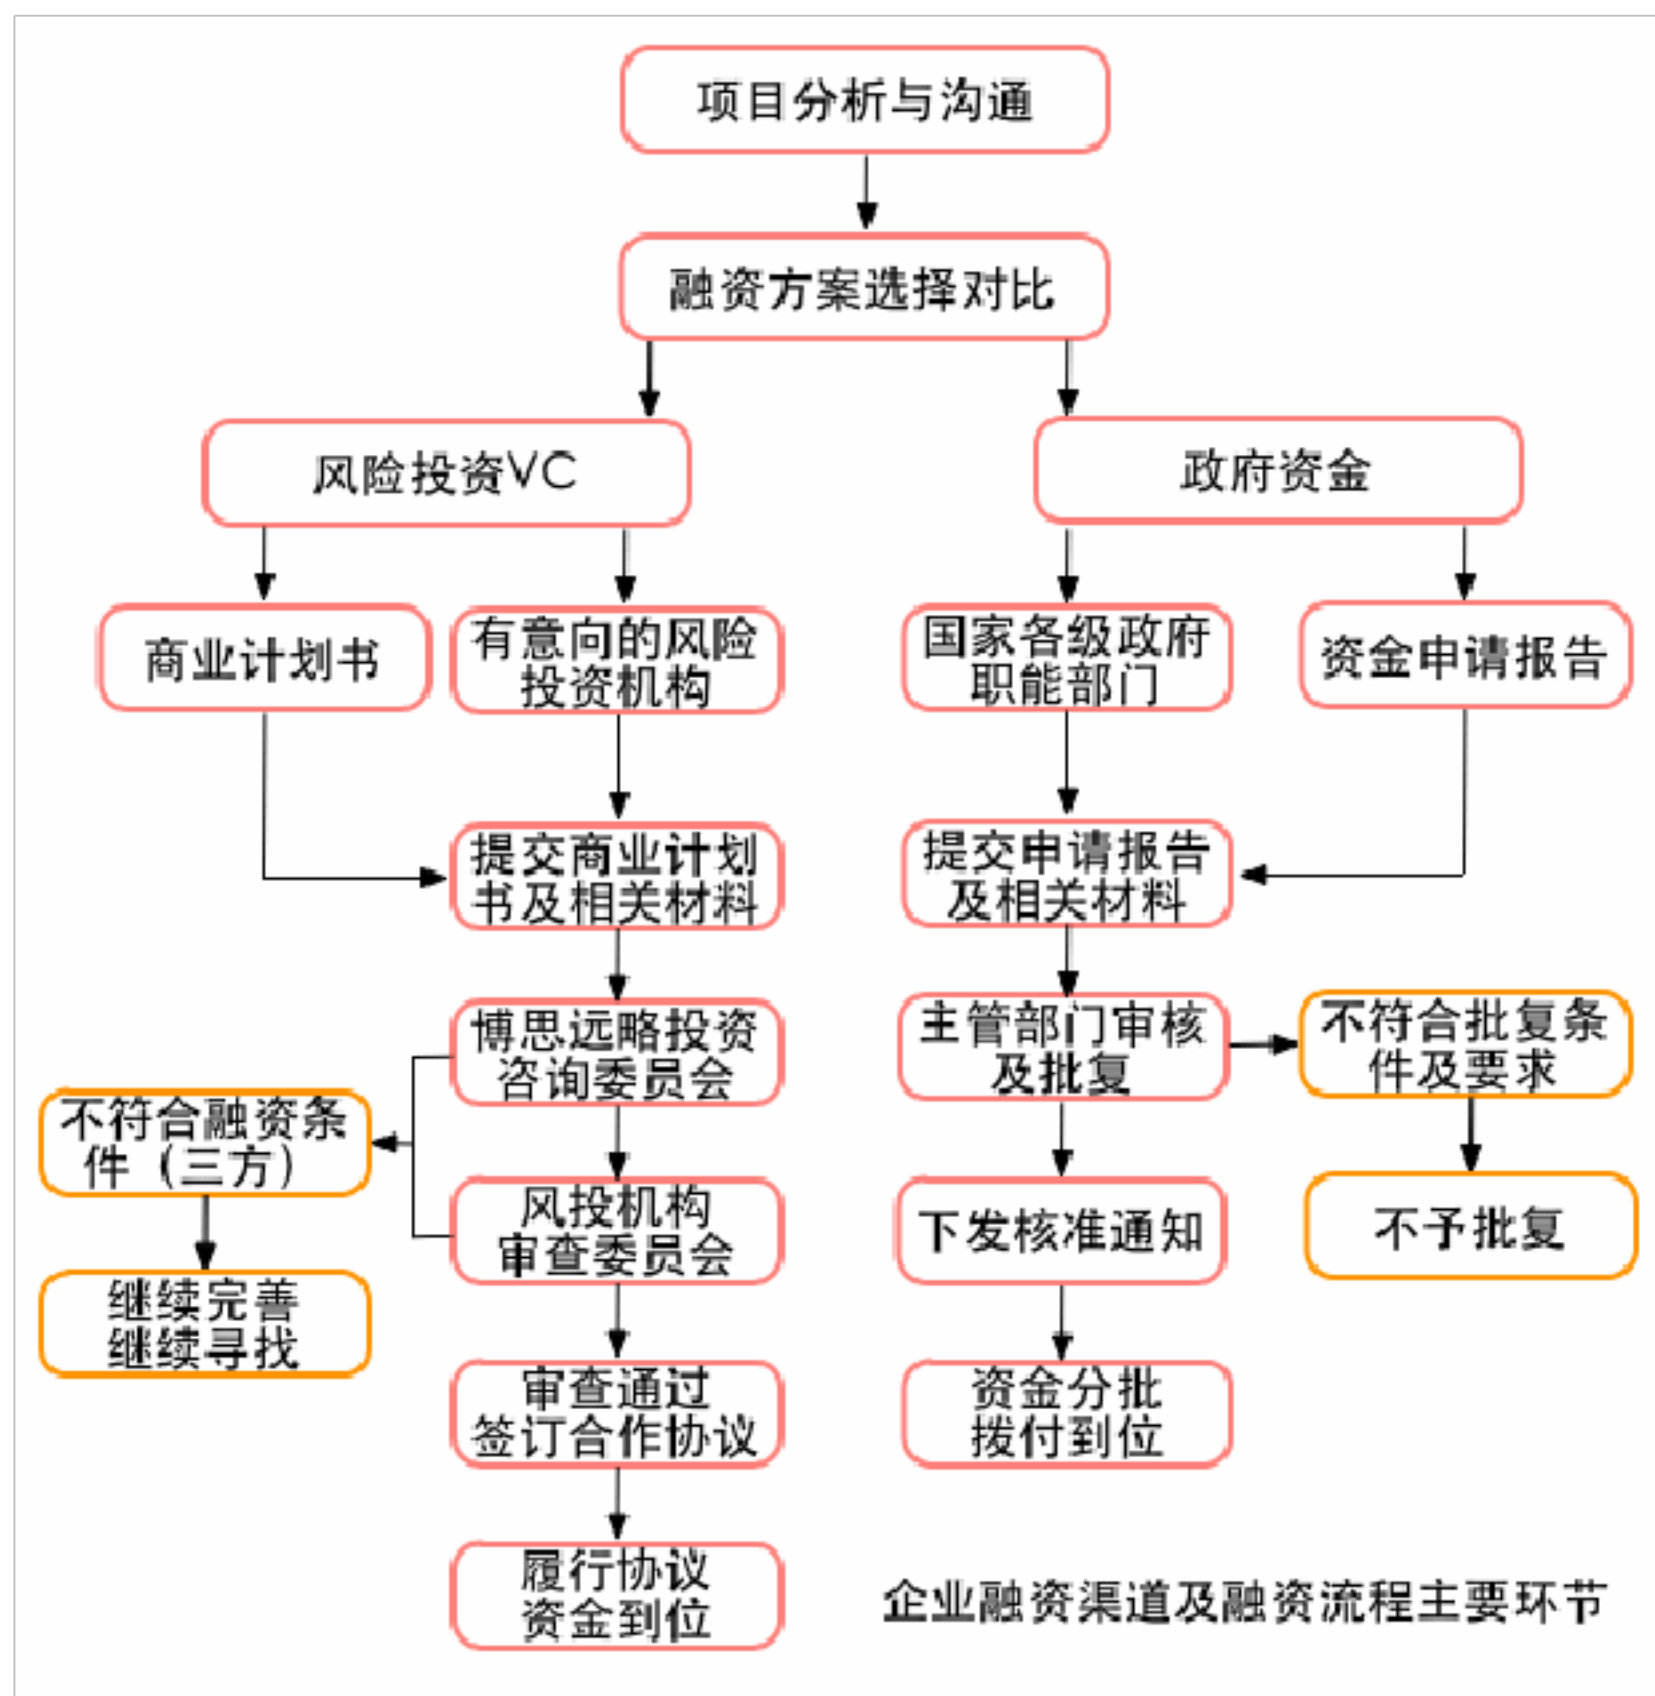 项目分析与沟通
融资方案选择对比
风险投资VC
政府资金
商业计划书
有意向的风险
投资机构
国家各级政府
职能部门
资金申请报告
提交商业计划
书及相关材料
提交申请报告
及相关材料
博思远略投资
咨询委员会
主管部门审核
及批复
不符合批复条
件及要求
不符合融资条
件（三方）
风投机构
审查委员会
下发核准通知
不予批复
继续完善
继续寻找
审查通过
签订合作协议
资金分批
拨付到位
履行协议
资金到位
企业融资渠道及融资流程主要环节